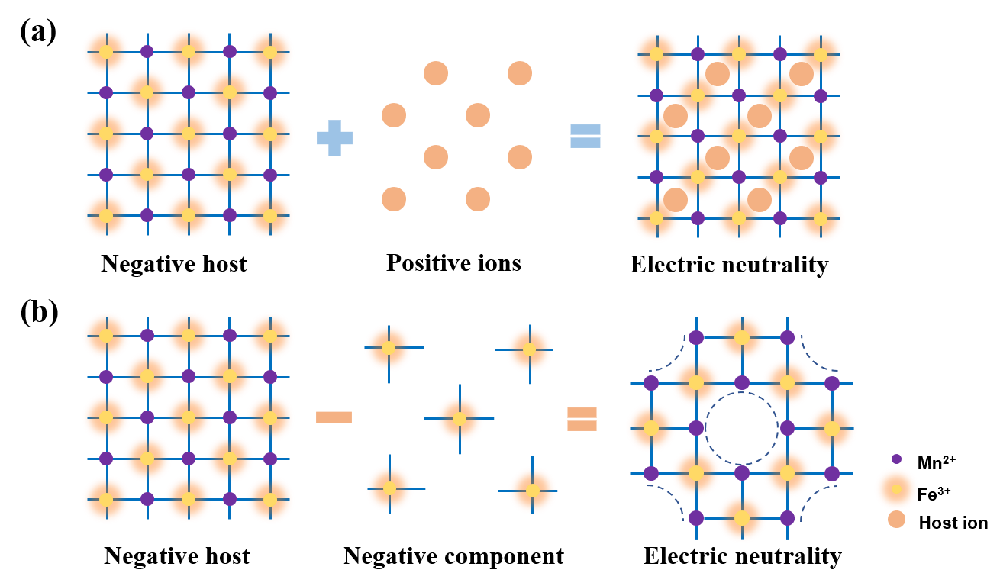 (a)
Negative host
Positive ions
Electric neutrality
(b)
Mn²⁺
Fe³⁺
Host ion
Negative host
Negative component
Electric neutrality